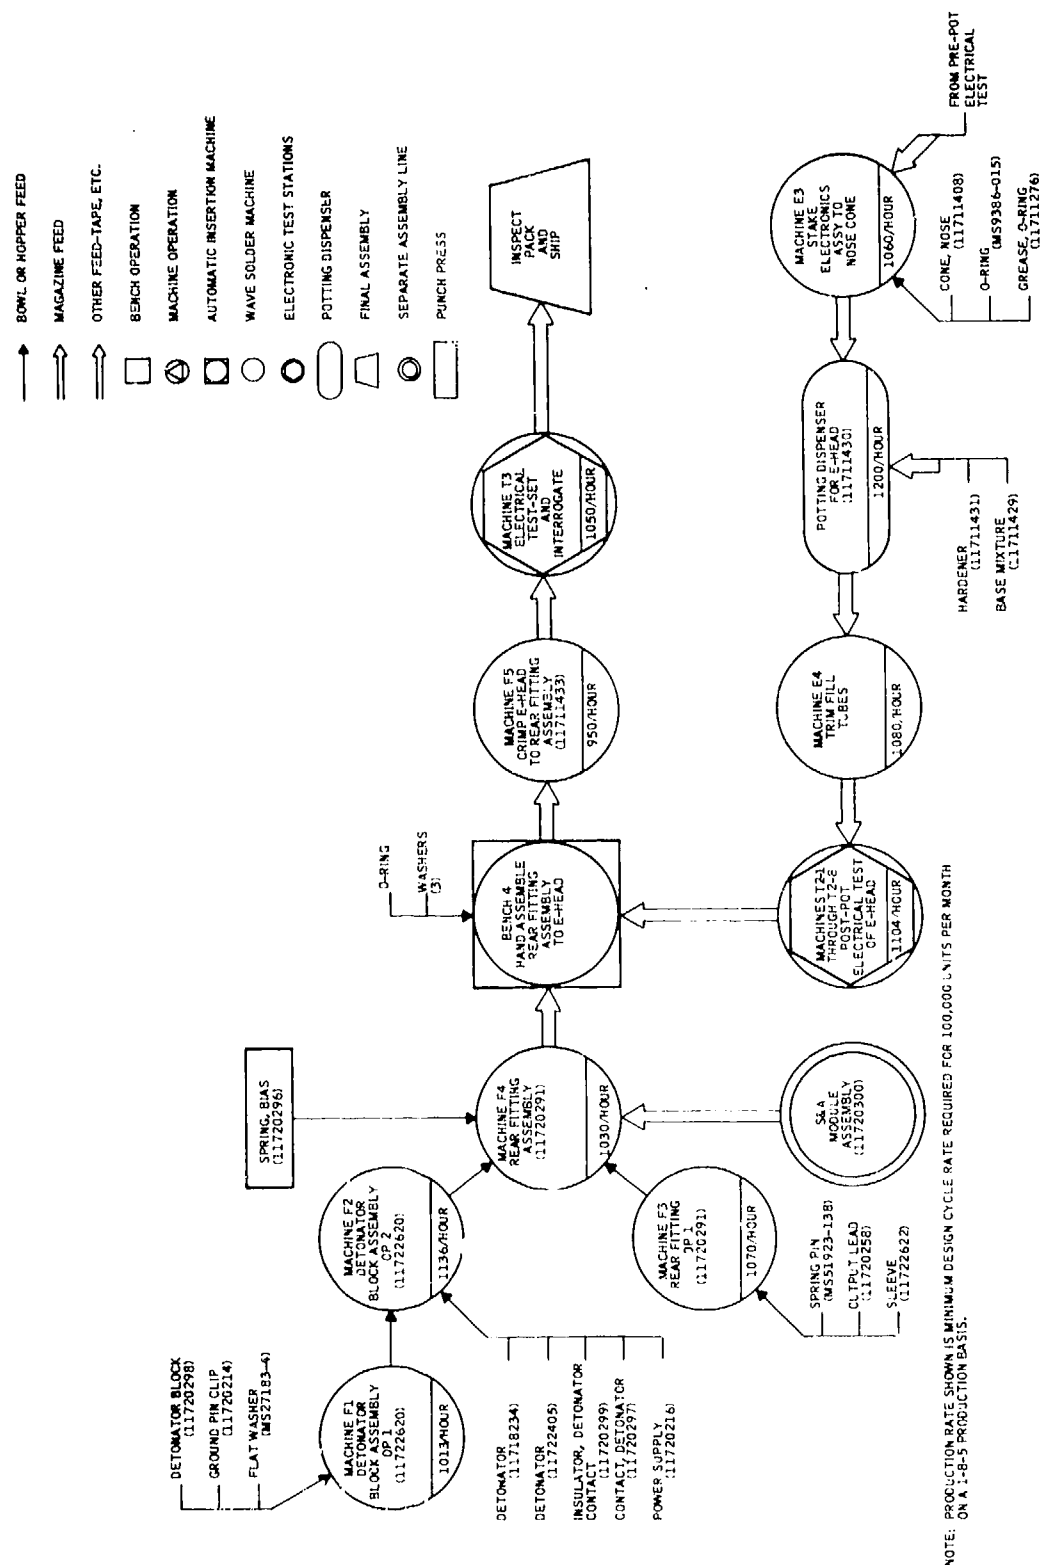 BOWL OR HOPPER FEED
MAGAZINE FEED
OTHER FEED-TAPE, ETC.
BENCH OPERATION
MACHINE OPERATION
AUTOMATIC INSERTION MACHINE
WAVE SOLDER MACHINE
ELECTRONIC TEST STATIONS
POTTING DISPENSER
FINAL ASSEMBLY
SEPARATE ASSEMBLY LINE
PUNCH PRESS
DETONATOR BLOCK
(11720298)
GROUND PIN CLIP
(11720214)
FLAT WASHER
(MS27183-4)
MACHINE F1
DETONATOR
BLOCK ASSEMBLY
OP 1
(11722620)
1013/HOUR
MACHINE F2
DETONATOR
BLOCK ASSEMBLY
OP 2
(11722620)
1136/HOUR
DETONATOR
(11718234)
DETONATOR
(11722405)
INSULATOR, DETONATOR
CONTACT
(11720299)
CONTACT, DETONATOR
(11720297)
POWER SUPPLY
(11720216)
SPRING, BIAS
(11720296)
MACHINE F4
REAR FITTING
ASSEMBLY
(11720291)
1030/HOUR
MACHINE F3
REAR FITTING
OP 1
(11720291)
1070/HOUR
SPRING PIN
(MS51923-138)
OUTPUT LEAD
(11720258)
SLEEVE
(11722622)
S&A
MODULE
ASSEMBLY
(11720300)
O-RING
WASHERS
(3)
BENCH 4
HAND ASSEMBLE
REAR FITTING
ASSEMBLY
TO E-HEAD
MACHINE F5
CRIMP E-HEAD
TO REAR FITTING
ASSEMBLY
(11711433)
950/HOUR
MACHINE T3
ELECTRICAL
TEST-SET
AND
INTERROGATE
1050/HOUR
INSPECT
PACK
AND
SHIP
MACHINES T2-1
THROUGH T2-8
POST-POT
ELECTRICAL TEST
OF E-HEAD
1104/HOUR
MACHINE E4
TRIM FILL
TUBES
1080/HOUR
POTTING DISPENSER
FOR E-HEAD
(11711430)
1200/HOUR
HARDENER
(11711431)
BASE MIXTURE
(11711429)
MACHINE E3
STAKE
ELECTRONICS
ASSY TO
NOSE CONE
1060/HOUR
CONE, NOSE
(11711408)
O-RING
(MS9386-015)
GREASE, O-RING
(11711276)
FROM PRE-POT
ELECTRICAL
TEST
NOTE: PRODUCTION RATE SHOWN IS MINIMUM DESIGN CYCLE RATE REQUIRED FOR 100,000 UNITS PER MONTH
ON A 1-8-5 PRODUCTION BASIS.